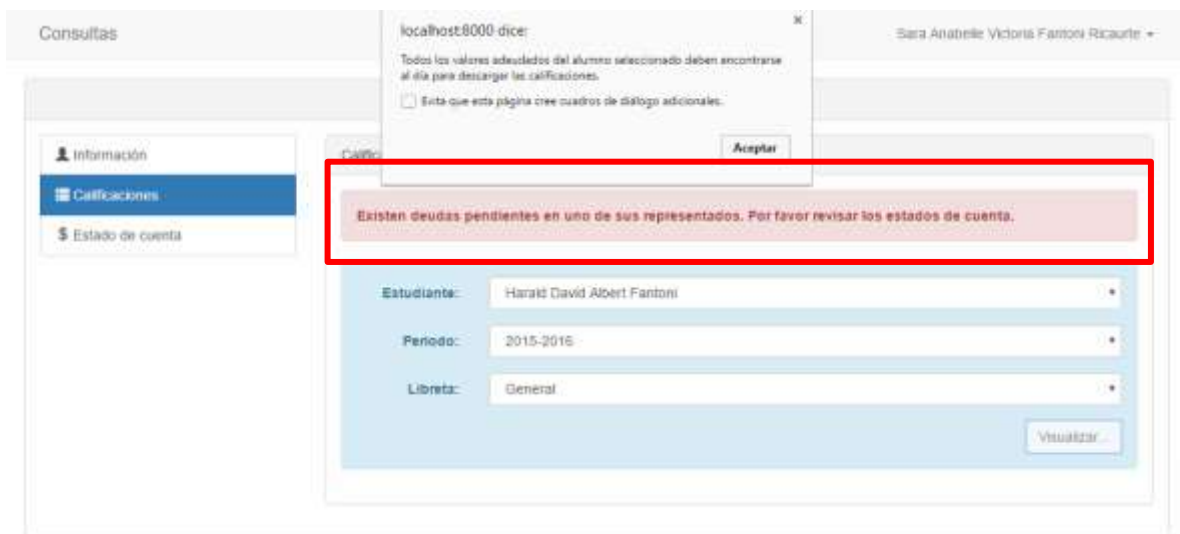 Consultas
localhost:8000 dice:
×
Sara Anabelle Victoria Fantoni Ricaurte
Todos los valores adeudados del alumno seleccionado deben encontrarse
al día para descargar las calificaciones.
Evita que esta página cree cuadros de diálogo adicionales.
Aceptar
Información
Calificaciones
$ Estado de cuenta
Califica
Existen deudas pendientes en uno de sus representados. Por favor revisar los estados de cuenta.
Estudiante: Harald David Albert Fantoni
Periodo: 2015-2016
Libreta: General
Visualizar...